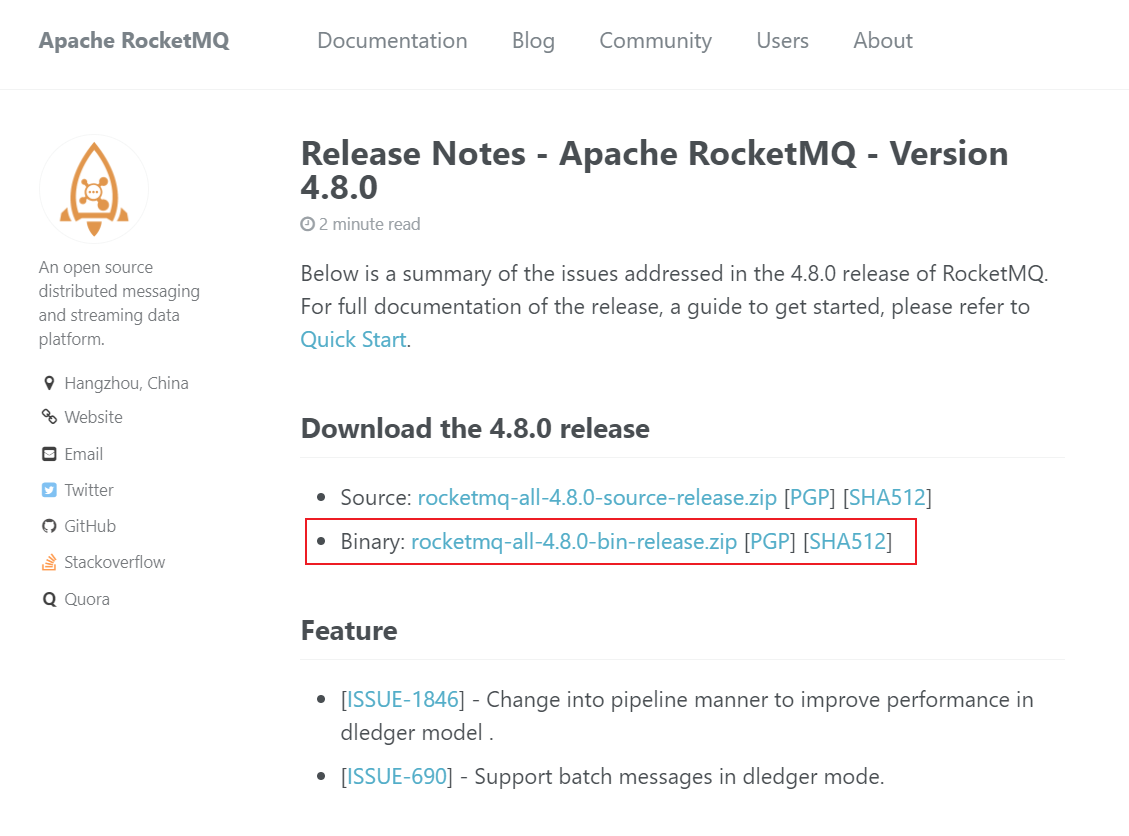 Apache RocketMQ Documentation Blog Community Users About
An open source
distributed messaging
and streaming data
platform.
Hangzhou, China
Website
Email
Twitter
GitHub
Stackoverflow
Quora
Release Notes - Apache RocketMQ - Version
4.8.0
2 minute read
Below is a summary of the issues addressed in the 4.8.0 release of RocketMQ.
For full documentation of the release, a guide to get started, please refer to
Quick Start.
Download the 4.8.0 release
• Source: rocketmq-all-4.8.0-source-release.zip [PGP] [SHA512]
• Binary: rocketmq-all-4.8.0-bin-release.zip [PGP] [SHA512]
Feature
• [ISSUE-1846] - Change into pipeline manner to improve performance in
dledger model .
• [ISSUE-690] - Support batch messages in dledger mode.